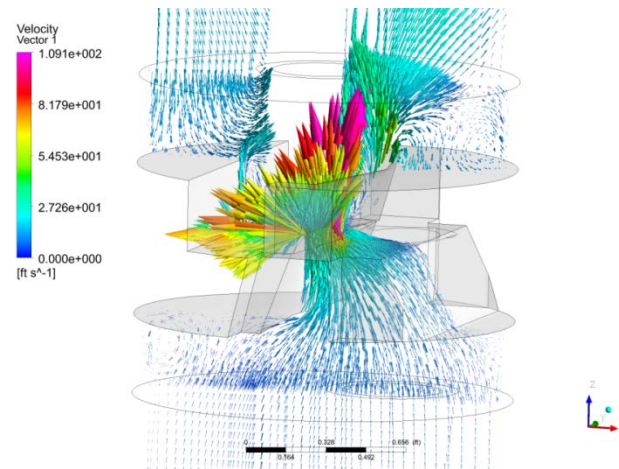 Velocity
Vector 1
1.091e+002
8.179e+001
5.453e+001
2.726e+001
0.000e+000
[ft s^-1]
0 0.328 0.656 (ft)
0.164 0.492
Z